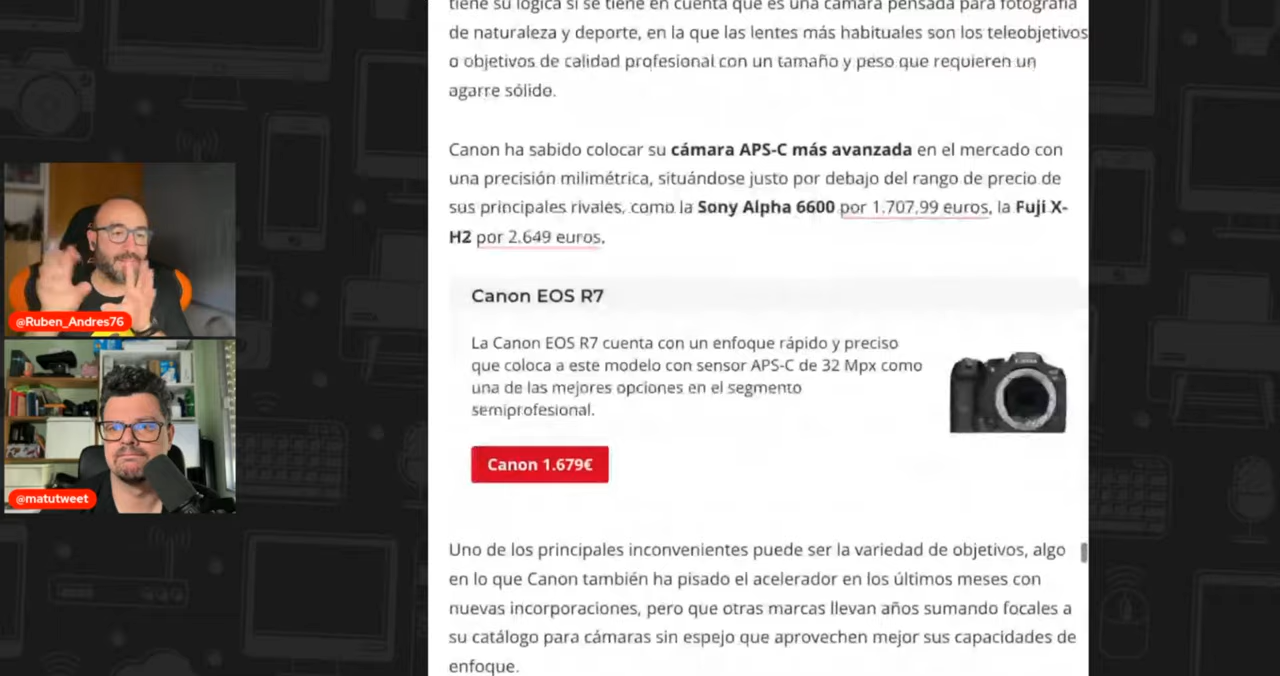 tiene su lógica si se tiene en cuenta que es una cámara pensada para fotografía
de naturaleza y deporte, en la que las lentes más habituales son los teleobjetivos
o objetivos de calidad profesional con un tamaño y peso que requieren un
agarre sólido.
Canon ha sabido colocar su cámara APS-C más avanzada en el mercado con
una precisión milimétrica, situándose justo por debajo del rango de precio de
sus principales rivales, como la Sony Alpha 6600 por 1.707,99 euros, la Fuji X-
H2 por 2.649 euros.
Canon EOS R7
La Canon EOS R7 cuenta con un enfoque rápido y preciso
que coloca a este modelo con sensor APS-C de 32 Mpx como
una de las mejores opciones en el segmento
semiprofesional.
Canon 1.679€
Uno de los principales inconvenientes puede ser la variedad de objetivos, algo
en lo que Canon también ha pisado el acelerador en los últimos meses con
nuevas incorporaciones, pero que otras marcas llevan años sumando focales a
su catálogo para cámaras sin espejo que aprovechen mejor sus capacidades de
enfoque.
@Ruben_Andres76
@matutweet